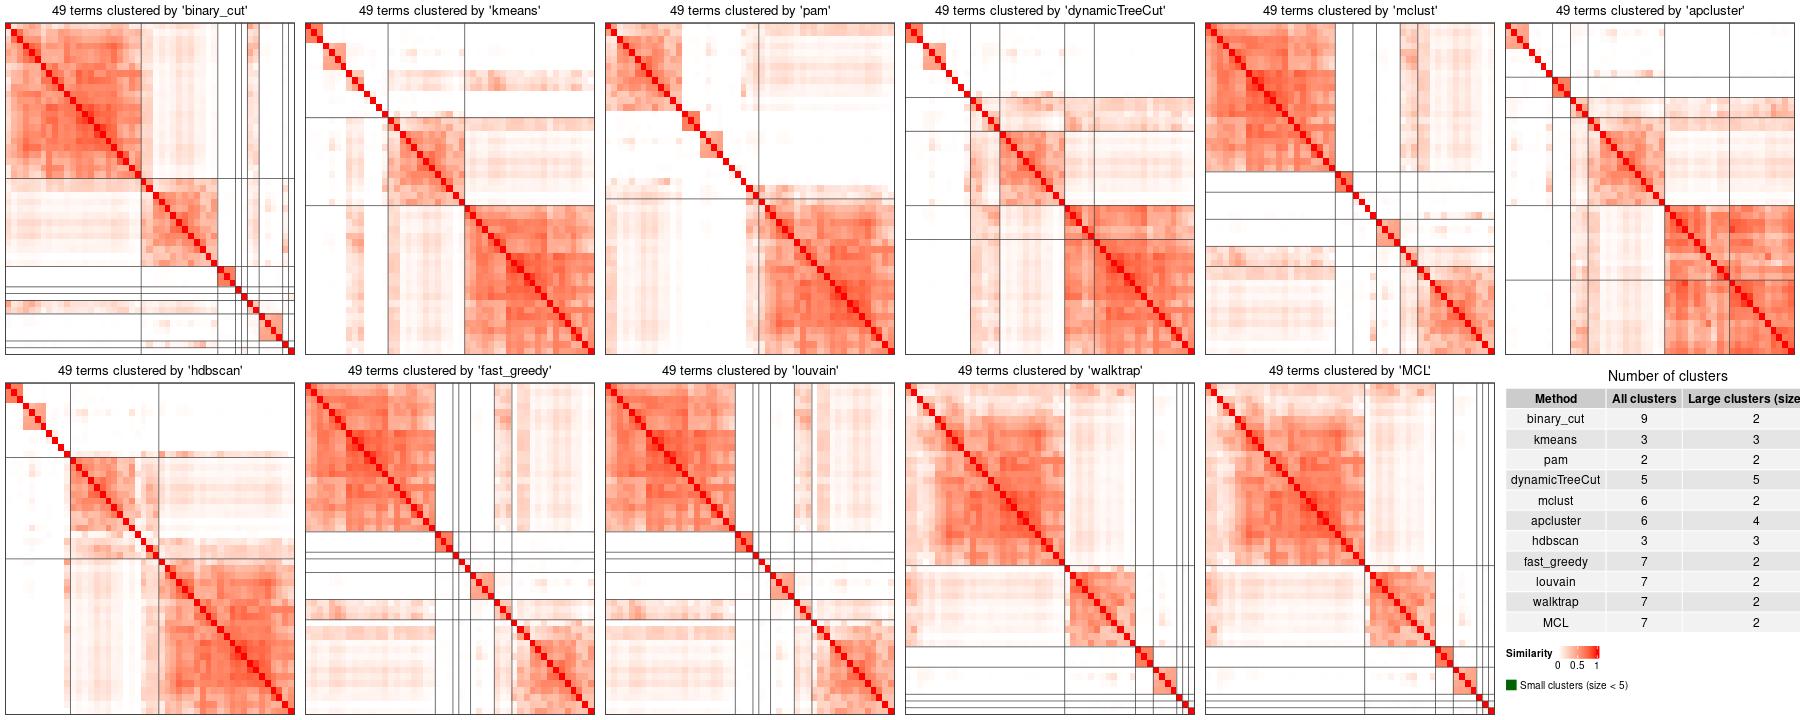 49 terms clustered by 'binary_cut'
49 terms clustered by 'kmeans'
49 terms clustered by 'pam'
49 terms clustered by 'dynamicTreeCut'
49 terms clustered by 'mclust'
49 terms clustered by 'apcluster'
49 terms clustered by 'hdbscan'
49 terms clustered by 'fast_greedy'
49 terms clustered by 'louvain'
49 terms clustered by 'walktrap'
49 terms clustered by 'MCL'
Number of clusters
Method All clusters Large clusters (size
binary_cut 9 2
kmeans 3 3
pam 2 2
dynamicTreeCut 5 5
mclust 6 2
apcluster 6 4
hdbscan 3 3
fast_greedy 7 2
louvain 7 2
walktrap 7 2
MCL 7 2
Similarity
0 0.5 1
Small clusters (size < 5)